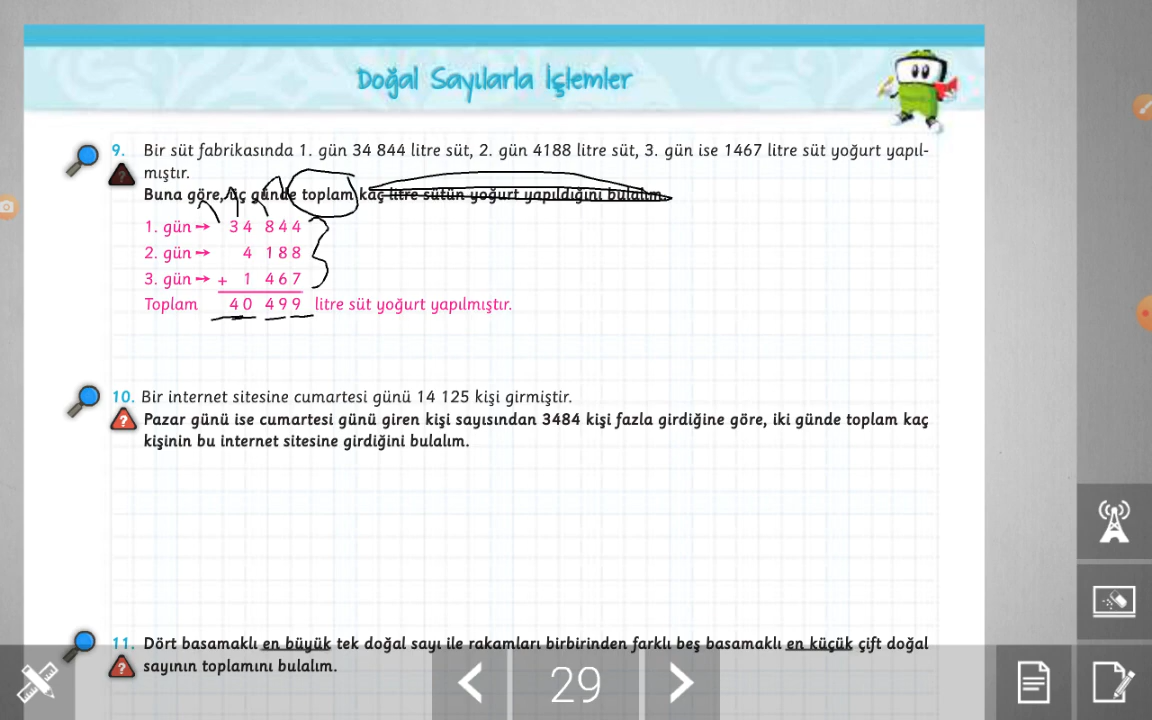 Doğal Sayılarla İşlemler
9. Bir süt fabrikasında 1. gün 34 844 litre süt, 2. gün 4188 litre süt, 3. gün ise 1467 litre süt yoğurt yapıl-
mıştır.
Buna göre, üç günde toplam kaç litre sütün yoğurt yapıldığını bulalım.
1. gün → 34 844
2. gün → 4 188
3. gün → + 1 467
Toplam 40 499 litre süt yoğurt yapılmıştır.
10. Bir internet sitesine cumartesi günü 14 125 kişi girmiştir.
? Pazar günü ise cumartesi günü giren kişi sayısından 3484 kişi fazla girdiğine göre, iki günde toplam kaç
kişinin bu internet sitesine girdiğini bulalım.
11. Dört basamaklı en büyük tek doğal sayı ile rakamları birbirinden farklı beş basamaklı en küçük çift doğal
? sayının toplamını bulalım.
29